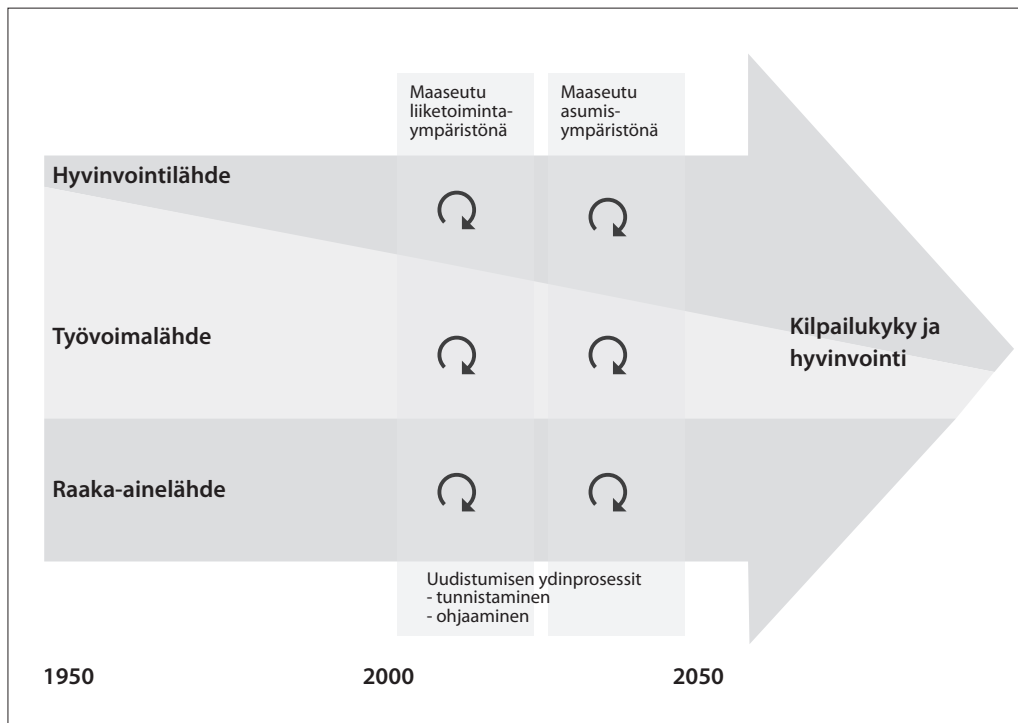 Maaseutu
liiketoiminta-
ympäristönä
Maaseutu
asumis-
ympäristönä
Hyvinvointilähde
Työvoimalähde
Kilpailukyky ja
hyvinvointi
Raaka-ainelähde
Uudistumisen ydinprosessit
- tunnistaminen
- ohjaaminen
1950
2000
2050